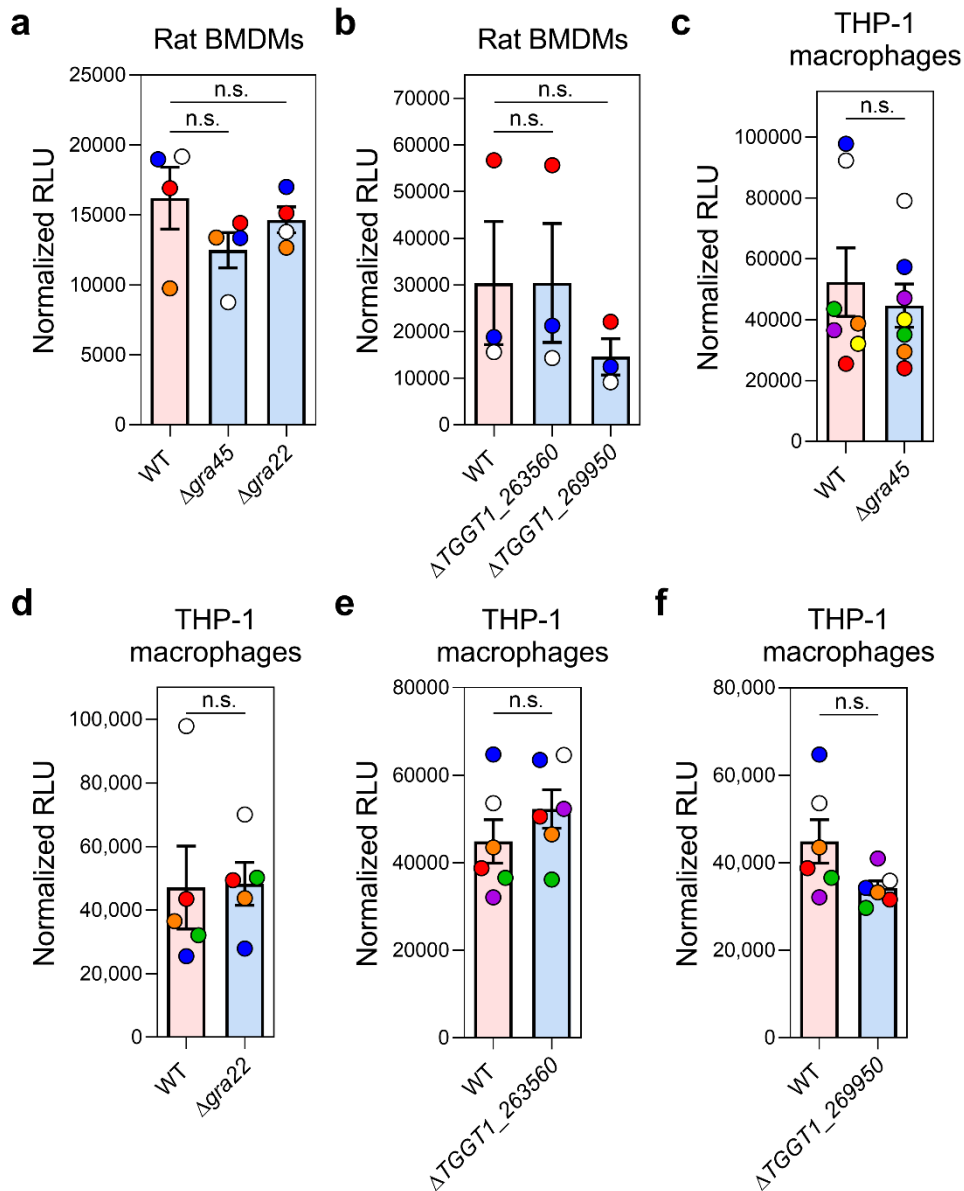 a
Rat BMDMs
Normalized RLU
25000
20000
15000
10000
5000
0
n.s.
n.s.
WT
Δgra45
Δgra22
b
Rat BMDMs
Normalized RLU
70000
60000
50000
40000
30000
20000
10000
0
n.s.
n.s.
WT
ΔTGGT1_263560
ΔTGGT1_269950
c
THP-1
macrophages
Normalized RLU
100000
80000
60000
40000
20000
0
n.s.
WT
Δgra45
d
THP-1
macrophages
Normalized RLU
100,000
80,000
60,000
40,000
20,000
0
n.s.
WT
Δgra22
e
THP-1
macrophages
Normalized RLU
80000
60000
40000
20000
0
n.s.
WT
ΔTGGT1_263560
f
THP-1
macrophages
Normalized RLU
80,000
60,000
40,000
20,000
0
n.s.
WT
ΔTGGT1_269950